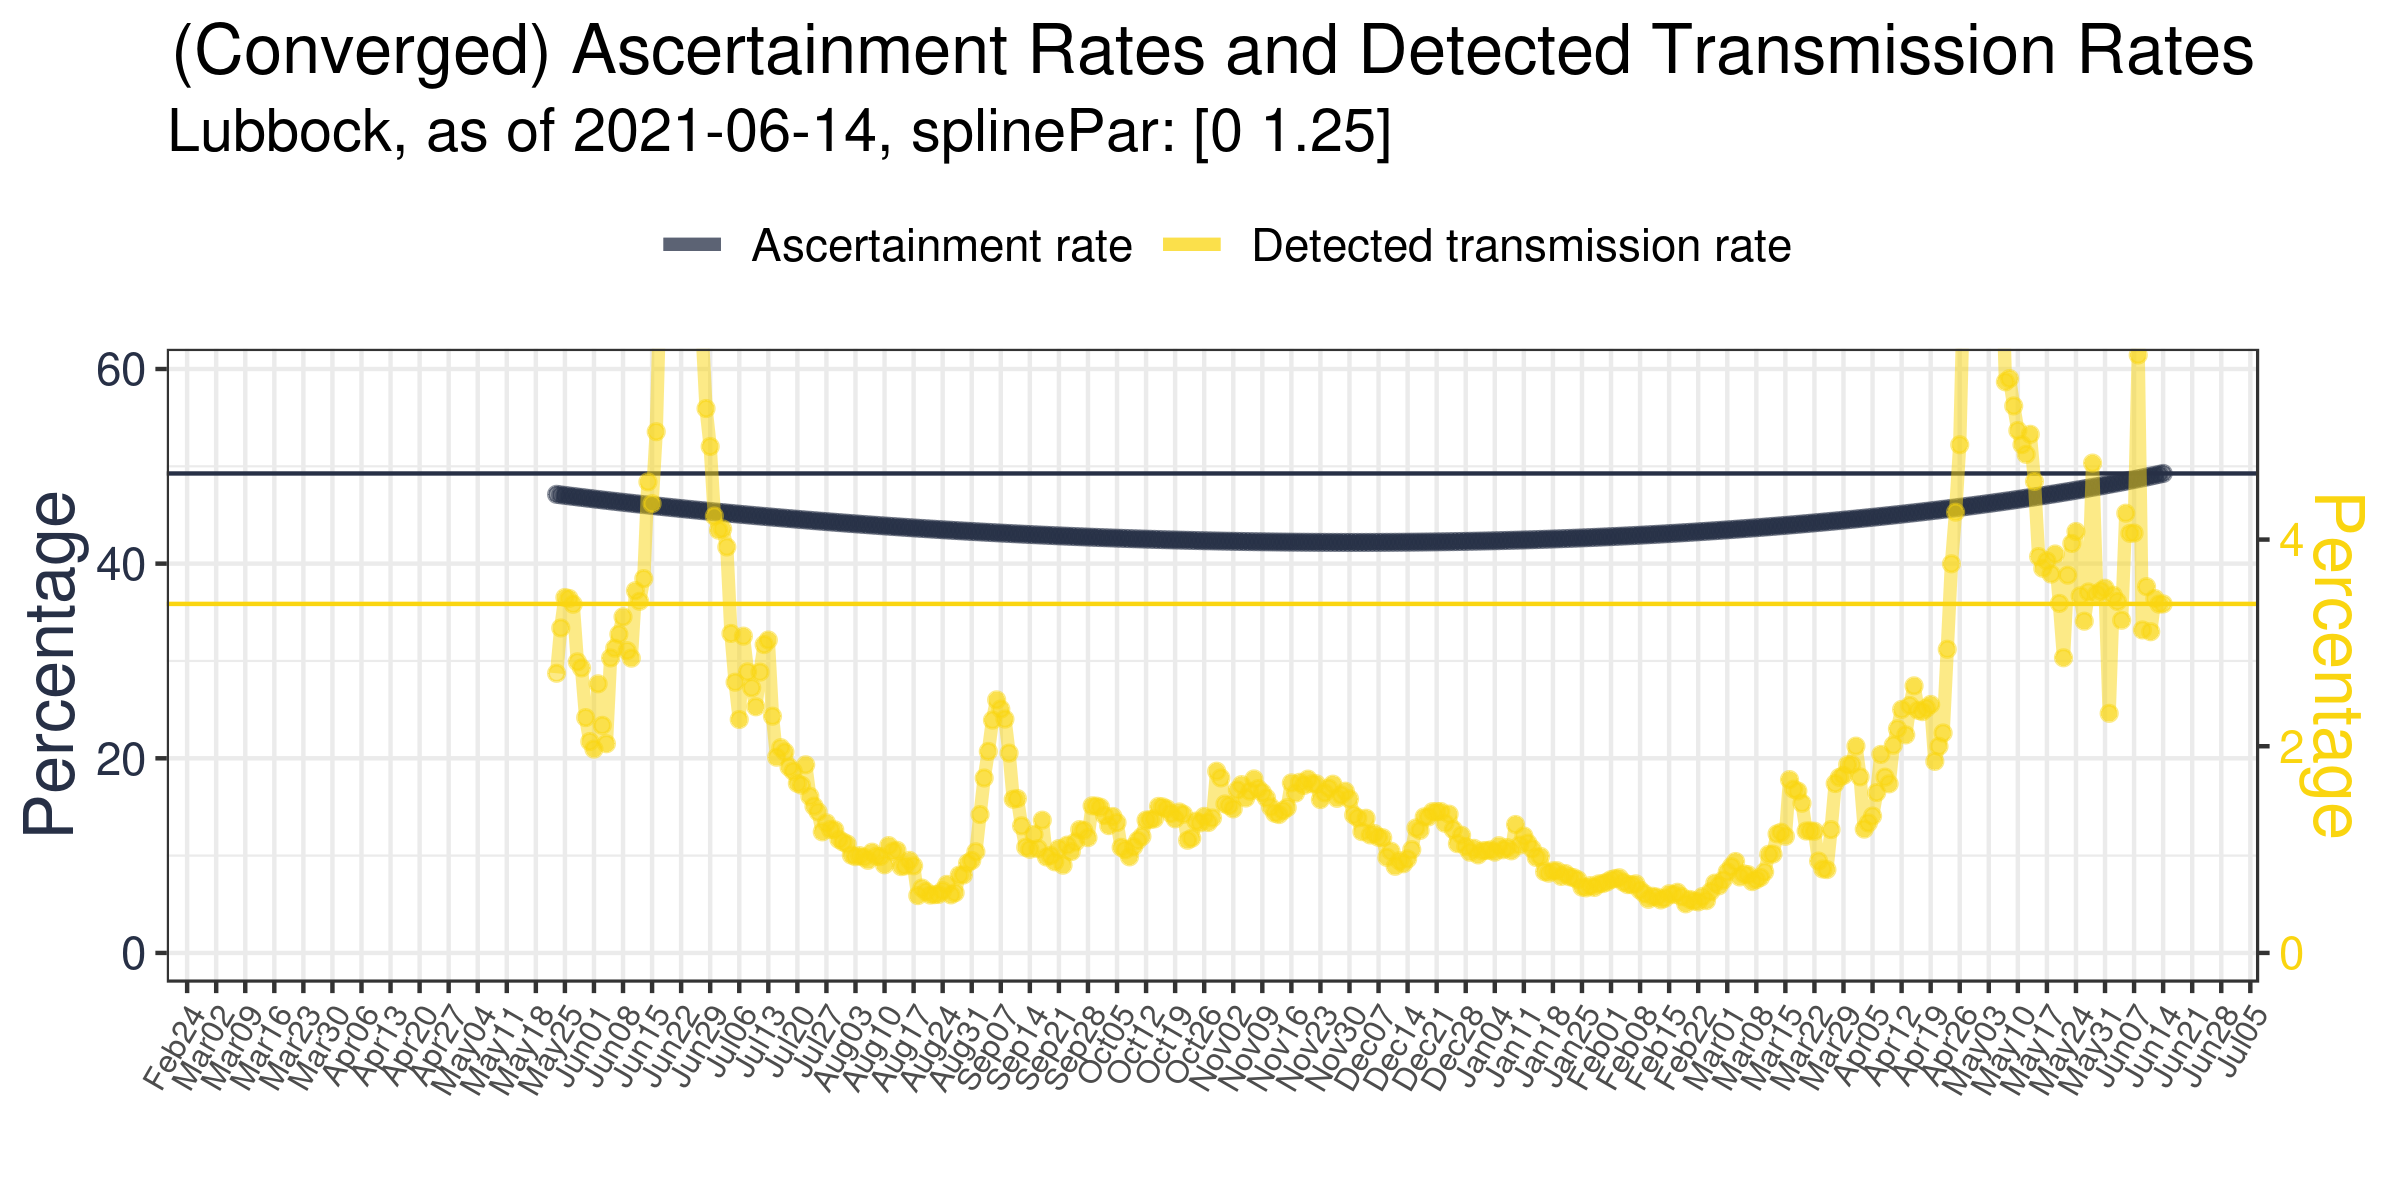 (Converged) Ascertainment Rates and Detected Transmission Rates
Lubbock, as of 2021-06-14, splinePar: [0 1.25]
Ascertainment rate
Detected transmission rate
Percentage
60
40
20
0
4
2
0
Percentage
Feb24
Mar02
Mar09
Mar16
Mar23
Mar30
Apr06
Apr13
Apr20
Apr27
May04
May11
May18
May25
Jun01
Jun08
Jun15
Jun22
Jun29
Jul06
Jul13
Jul20
Jul27
Aug03
Aug10
Aug17
Aug24
Aug31
Sep07
Sep14
Sep21
Sep28
Oct05
Oct12
Oct19
Oct26
Nov02
Nov09
Nov16
Nov23
Nov30
Dec07
Dec14
Dec21
Dec28
Jan04
Jan11
Jan18
Jan25
Feb01
Feb08
Feb15
Feb22
Mar01
Mar08
Mar15
Mar22
Mar29
Apr05
Apr12
Apr19
Apr26
May03
May10
May17
May24
May31
Jun07
Jun14
Jun21
Jun28
Jul05